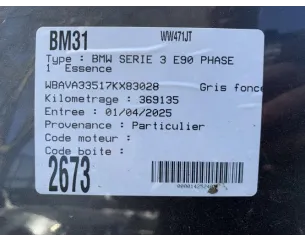 BM31 WW471JT
Type : BMW SERIE 3 E90 PHASE
1 Essence
WBAVA33517KX83028 Gris fonce
Kilometrage : 369135
Entree : 01/04/2025
Provenance : Particulier
Code moteur :
Code boite :
2673